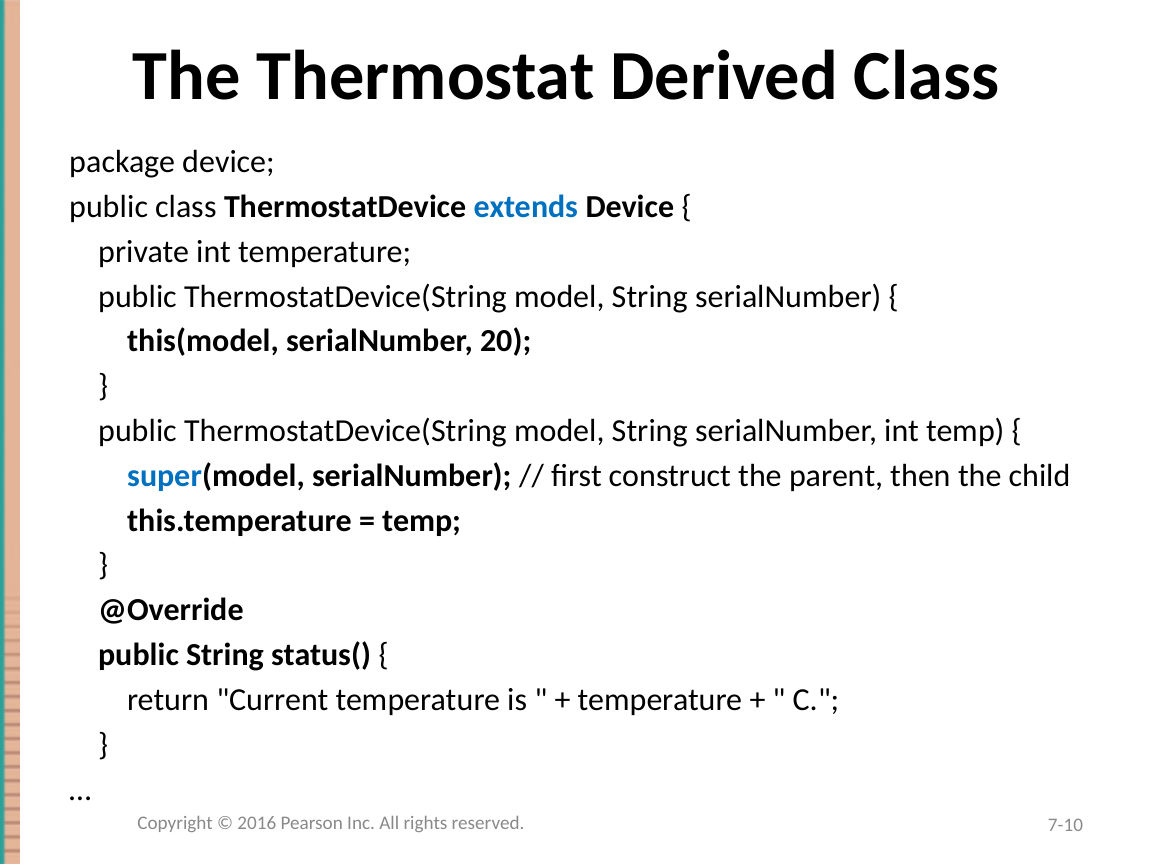 The Thermostat Derived Class
package device;
public class ThermostatDevice extends Device {
private int temperature;
public ThermostatDevice(String model, String serialNumber) {
this(model, serialNumber, 20);
}
public ThermostatDevice(String model, String serialNumber, int temp) {
super(model, serialNumber); // first construct the parent, then the child
this.temperature = temp;
}
@Override
public String status() {
return "Current temperature is " + temperature + " C.";
}
…
Copyright © 2016 Pearson Inc. All rights reserved.
7-10